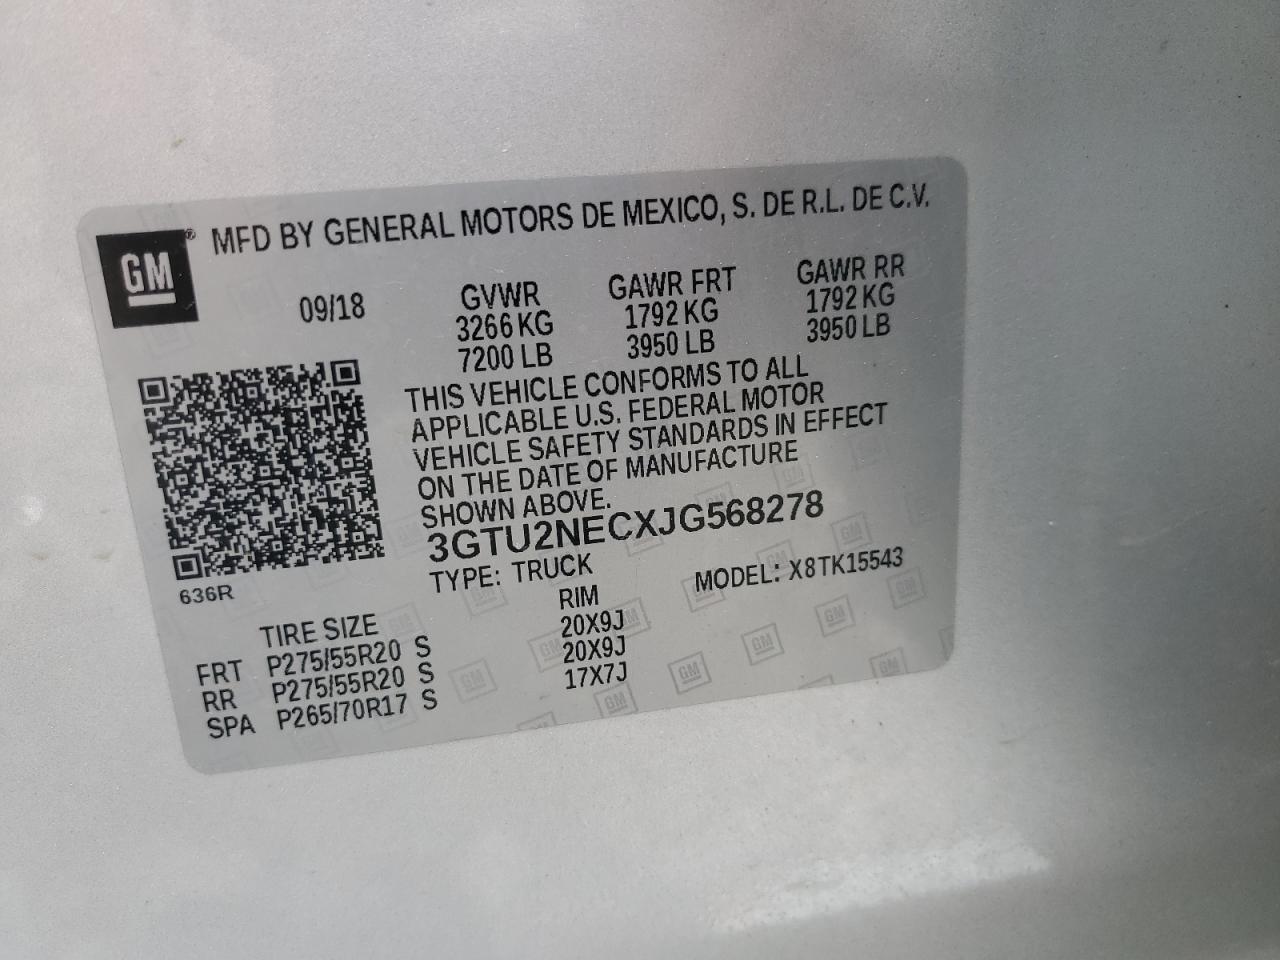 GM® MFD BY GENERAL MOTORS DE MEXICO, S. DE R.L. DE C.V.
09/18 GVWR GAWR FRT GAWR RR
3266 KG 1792 KG 1792 KG
7200 LB 3950 LB 3950 LB
THIS VEHICLE CONFORMS TO ALL
APPLICABLE U.S. FEDERAL MOTOR
VEHICLE SAFETY STANDARDS IN EFFECT
ON THE DATE OF MANUFACTURE
SHOWN ABOVE.
3GTU2NECXJG568278
636R TYPE: TRUCK MODEL: X8TK15543
TIRE SIZE RIM
FRT P275/55R20 S 20X9J
RR P275/55R20 S 20X9J
SPA P265/70R17 S 17X7J